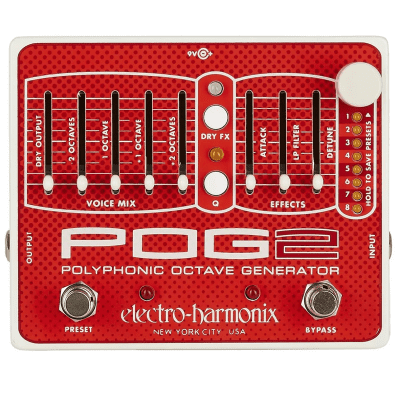 9V
DRY OUTPUT
-2 OCTAVES
-1 OCTAVE
+1 OCTAVE
+2 OCTAVES
DRY FX
Q
ATTACK
LP FILTER
DETUNE
1
2
3
4
5
6
7
8
HOLD TO SAVE PRESETS
VOICE MIX
EFFECTS
OUTPUT
INPUT
POG2
POLYPHONIC OCTAVE GENERATOR
PRESET
electro-harmonix
NEW YORK CITY, USA
BYPASS